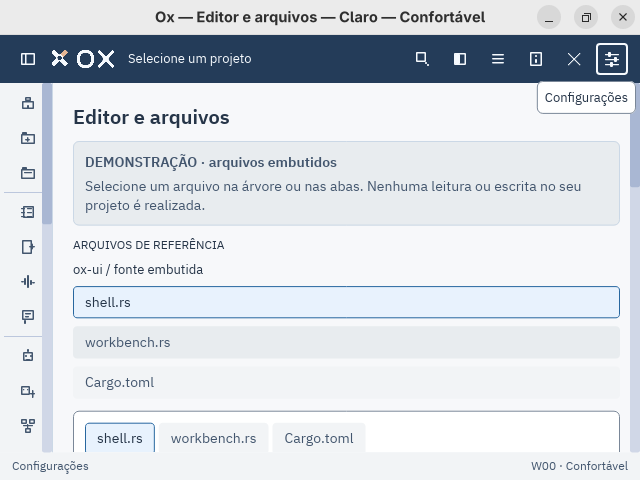 Ox — Editor e arquivos — Claro — Confortável
OX
Selecione um projeto
Configurações
Editor e arquivos
DEMONSTRAÇÃO · arquivos embutidos
Selecione um arquivo na árvore ou nas abas. Nenhuma leitura ou escrita no seu
projeto é realizada.
ARQUIVOS DE REFERÊNCIA
ox-ui / fonte embutida
shell.rs
workbench.rs
Cargo.toml
shell.rs workbench.rs Cargo.toml
Configurações
W00 · Confortável